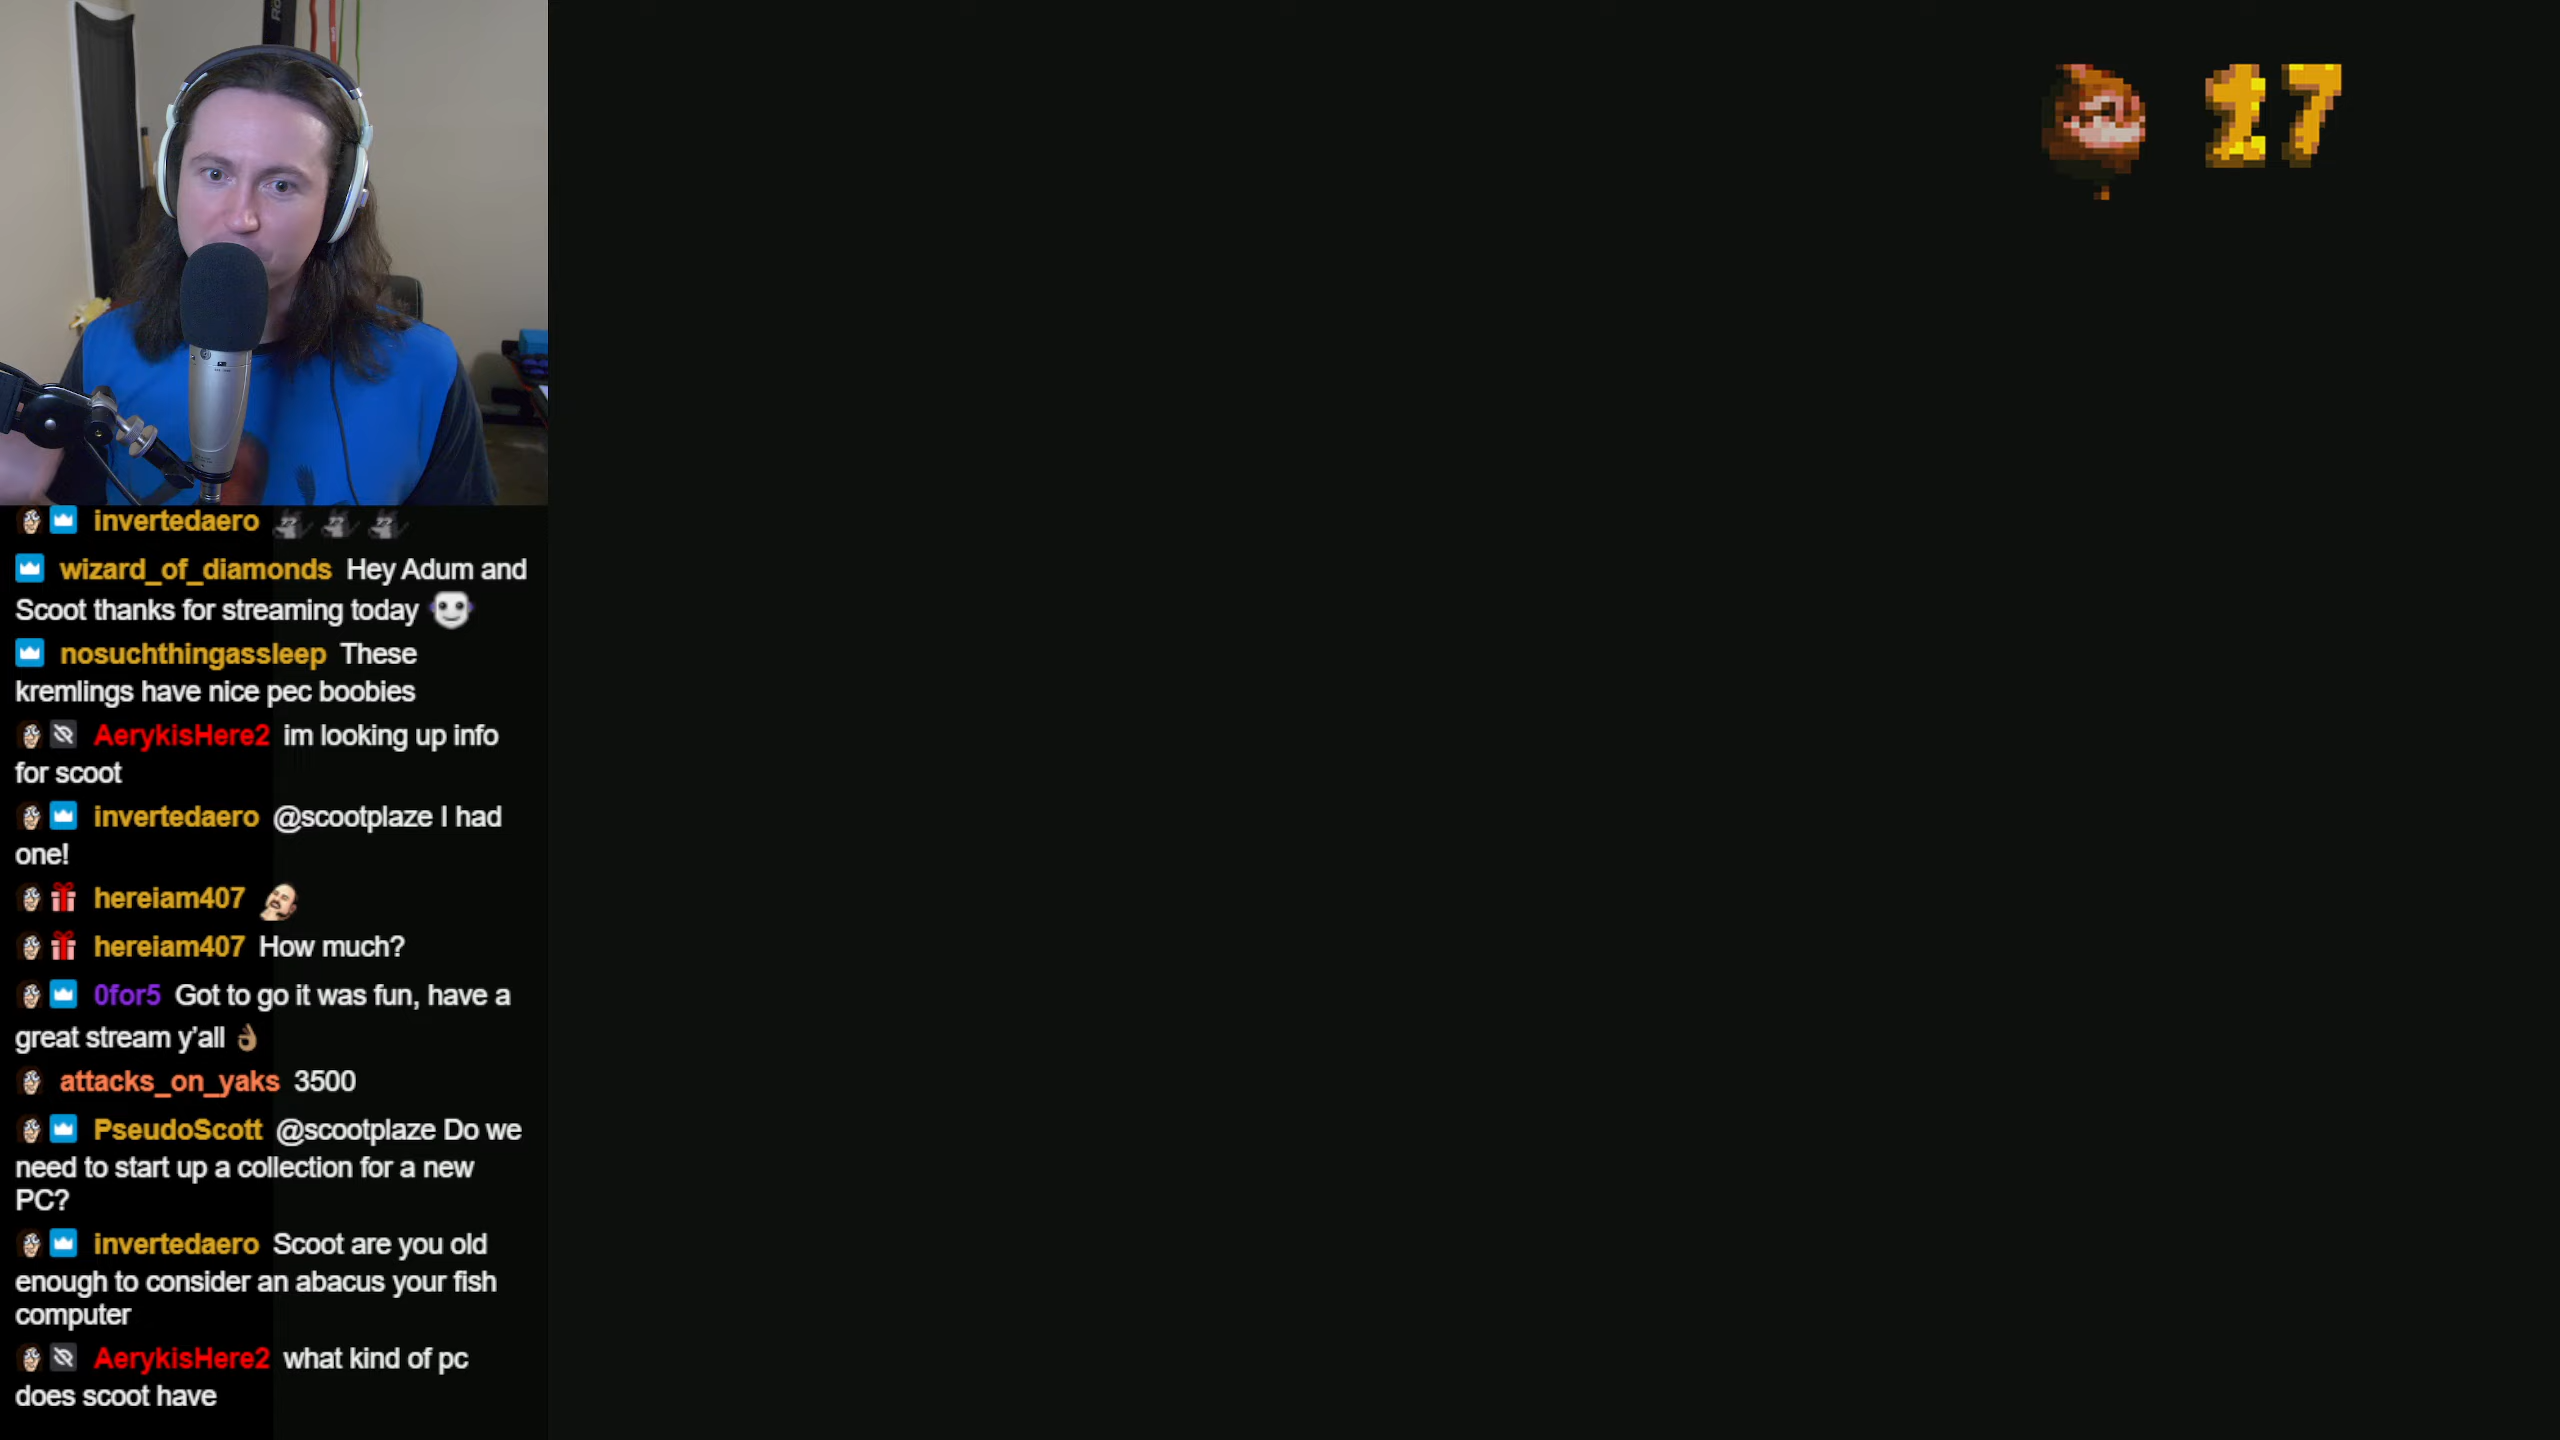 17
invertedaero
wizard_of_diamonds Hey Adum and
Scoot thanks for streaming today
nosuchthingassleep These
kremlings have nice pec boobies
AerykisHere2 im looking up info
for scoot
invertedaero @scootplaze I had
one!
hereiam407
hereiam407 How much?
0for5 Got to go it was fun, have a
great stream y'all 👌🏽
attacks_on_yaks 3500
PseudoScott @scootplaze Do we
need to start up a collection for a new
PC?
invertedaero Scoot are you old
enough to consider an abacus your fish
computer
AerykisHere2 what kind of pc
does scoot have